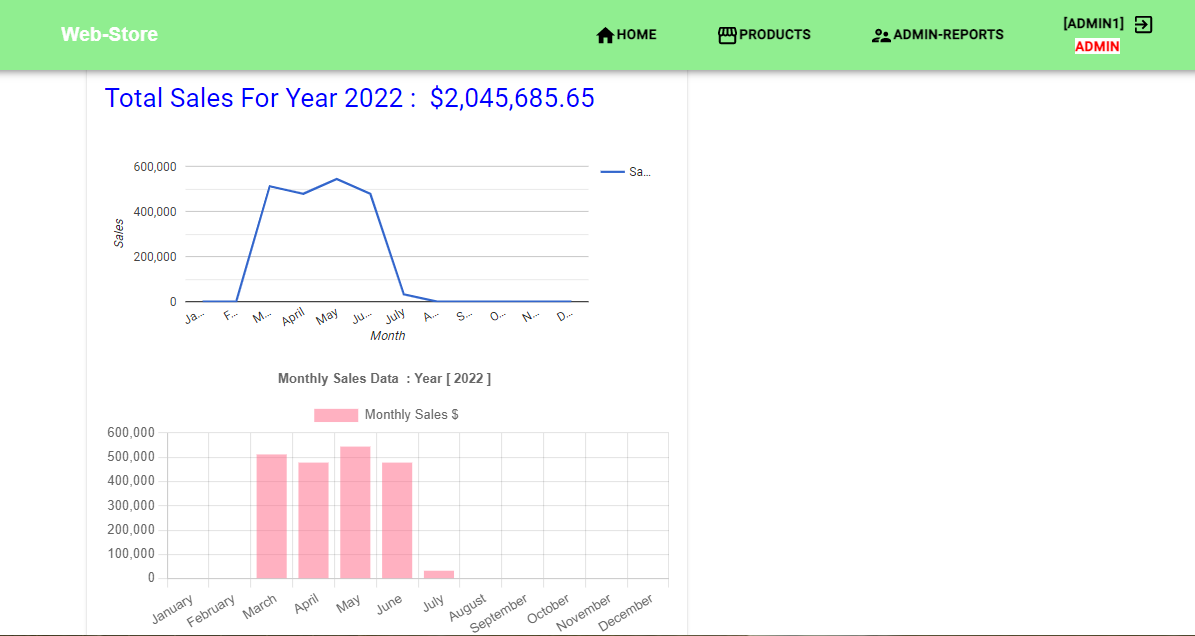 Web-Store
HOME
PRODUCTS
ADMIN-REPORTS
[ADMIN1]
ADMIN
Total Sales For Year 2022 : $2,045,685.65
600,000
400,000
200,000
0
Sales
Sa...
Ja... F... M... April May Ju... July A... S... O... N... D...
Month
Monthly Sales Data : Year [ 2022 ]
Monthly Sales $
600,000
500,000
400,000
300,000
200,000
100,000
0
January February March April May June July August September October November December